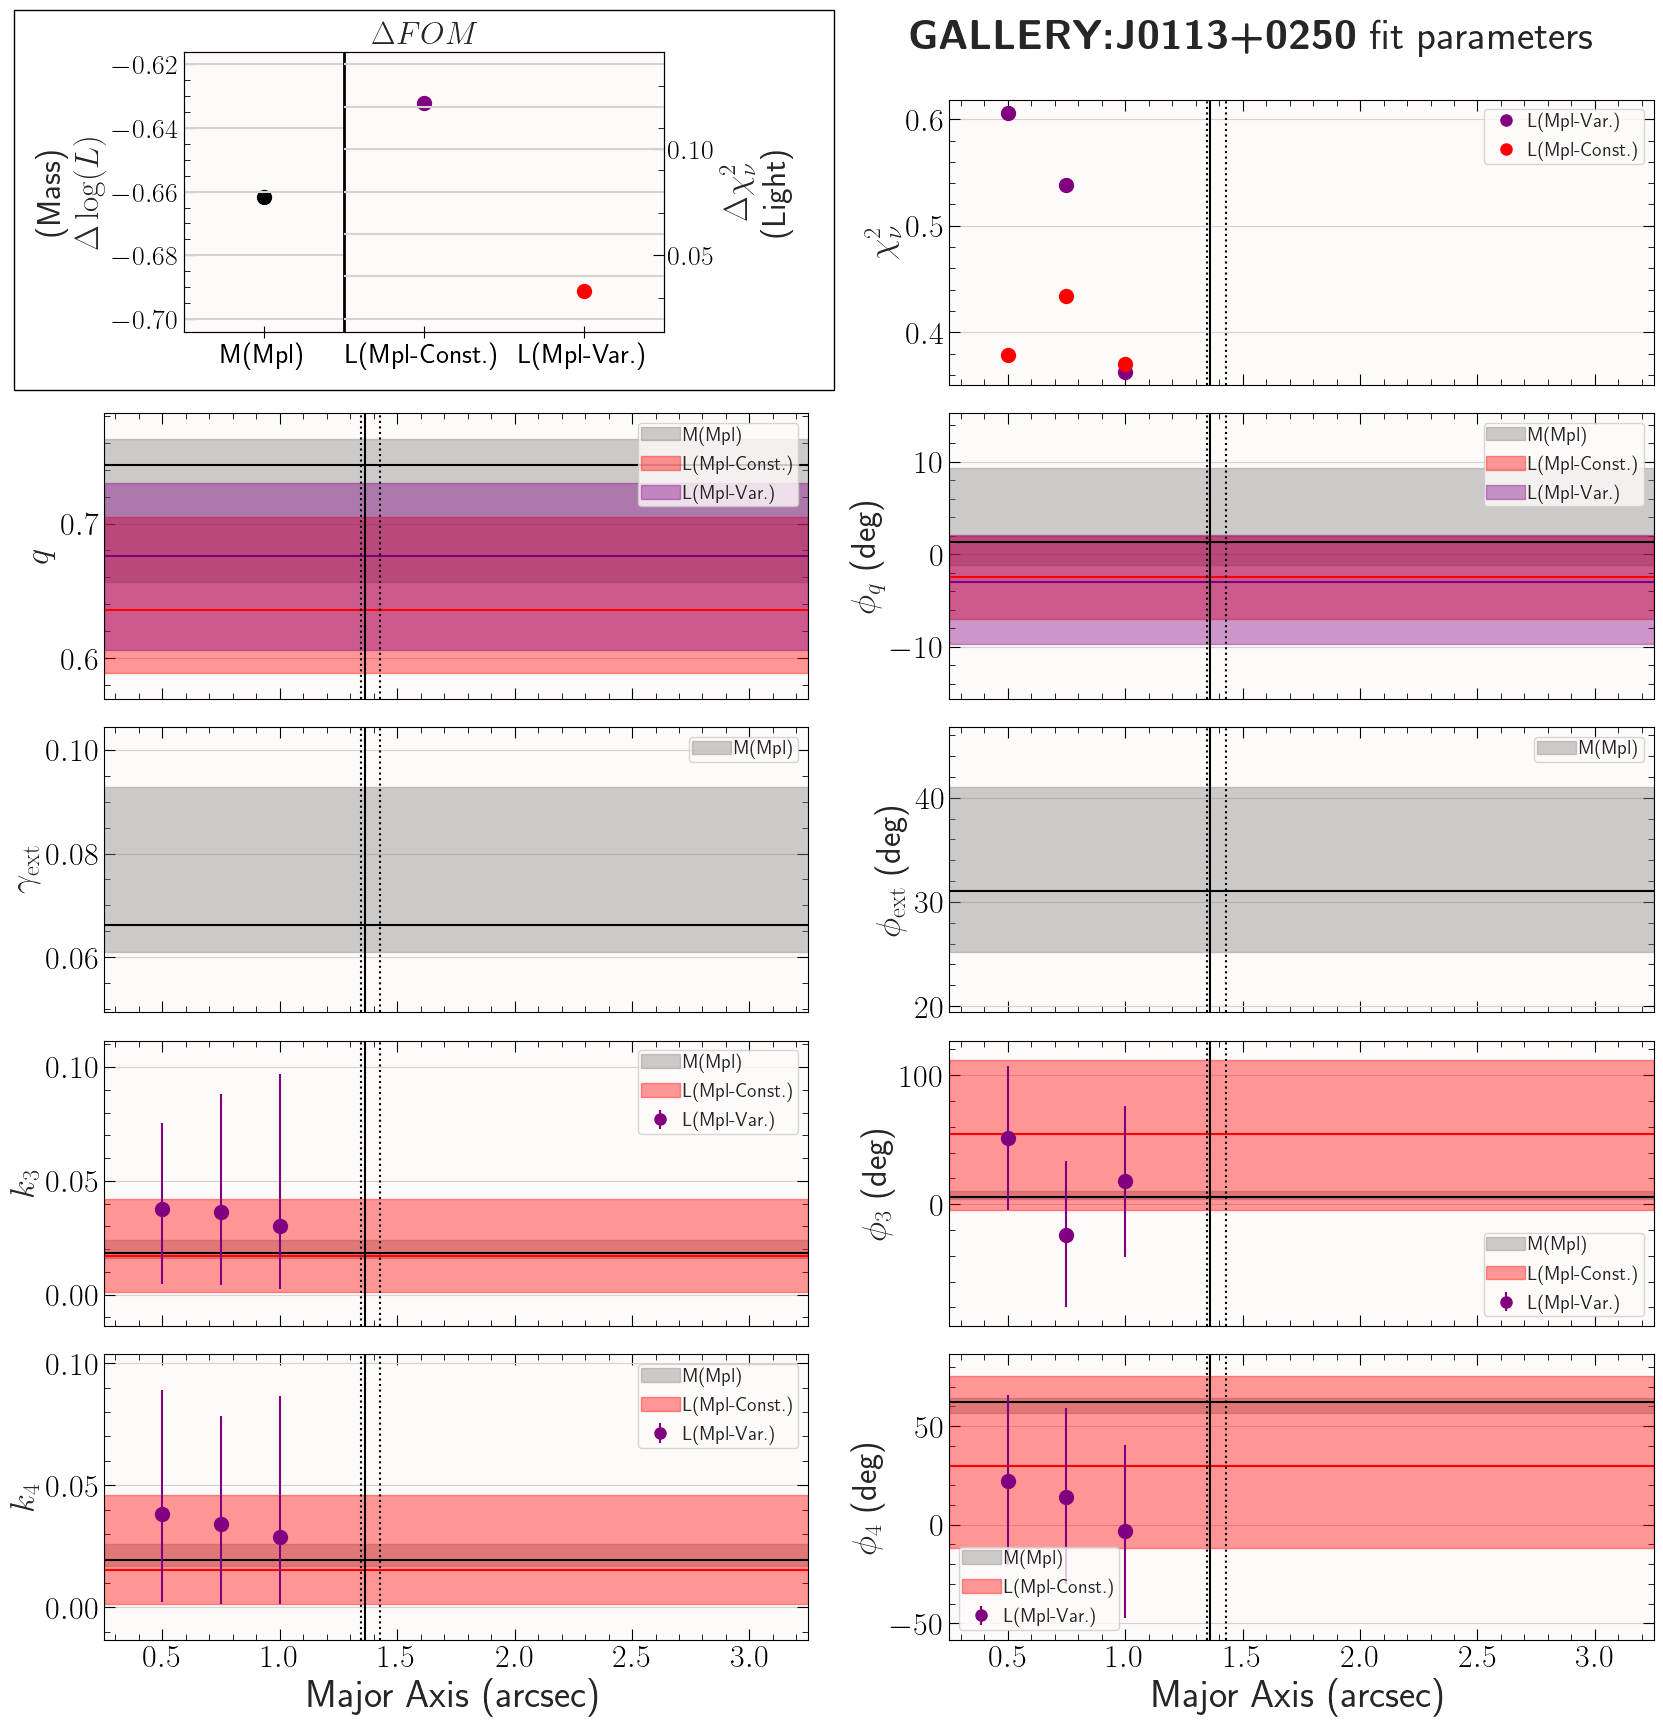 ΔFOM
GALLERY:J0113+0250 fit parameters
(Mass)
Δ log(L)
−0.62
−0.64
−0.66
−0.68
−0.70
0.10
0.05
Δχ²ᵥ
(Light)
M(Mpl) L(Mpl-Const.) L(Mpl-Var.)
χ²ᵥ
0.6
0.5
0.4
L(Mpl-Var.)
L(Mpl-Const.)
q
0.7
0.6
M(Mpl)
L(Mpl-Const.)
L(Mpl-Var.)
ϕq (deg)
10
0
−10
M(Mpl)
L(Mpl-Const.)
L(Mpl-Var.)
γext
0.10
0.08
0.06
M(Mpl)
ϕext (deg)
40
30
20
M(Mpl)
k3
0.10
0.05
0.00
M(Mpl)
L(Mpl-Const.)
L(Mpl-Var.)
ϕ3 (deg)
100
0
M(Mpl)
L(Mpl-Const.)
L(Mpl-Var.)
k4
0.10
0.05
0.00
M(Mpl)
L(Mpl-Const.)
L(Mpl-Var.)
0.5 1.0 1.5 2.0 2.5 3.0
Major Axis (arcsec)
ϕ4 (deg)
50
0
−50
M(Mpl)
L(Mpl-Const.)
L(Mpl-Var.)
0.5 1.0 1.5 2.0 2.5 3.0
Major Axis (arcsec)